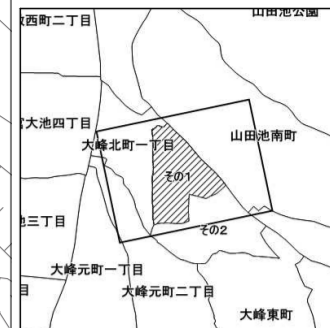 山田池公園
西町二丁目
大池四丁目
大峰北町一丁目
山田池南町
その1
三丁目
その2
大峰元町一丁目
目
大峰元町二丁目
大峰東町